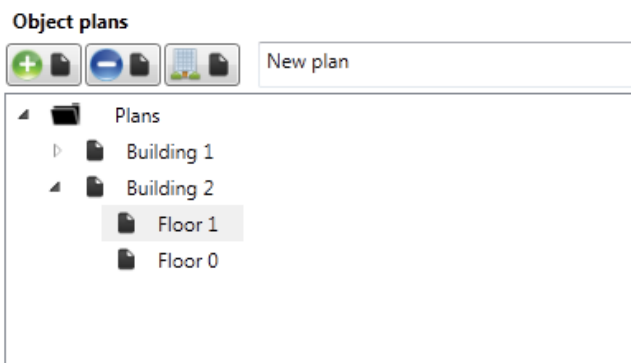 Object plans
New plan
Plans
Building 1
Building 2
Floor 1
Floor 0